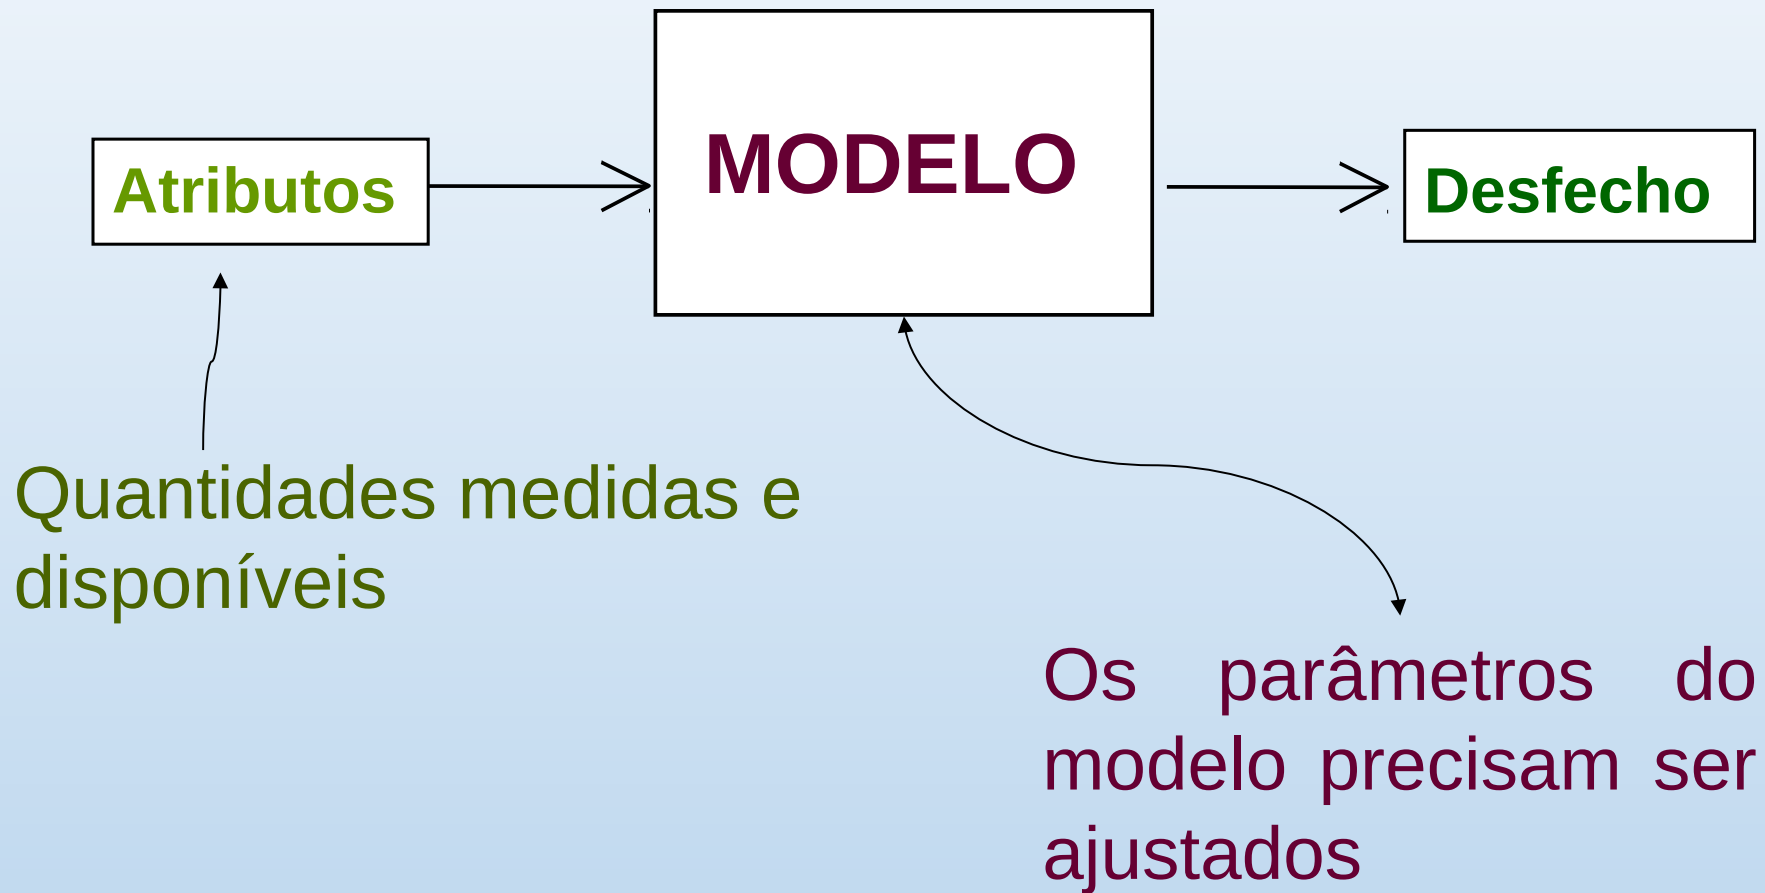 Atributos
MODELO
Desfecho
Quantidades medidas e
disponíveis
Os parâmetros do
modelo precisam ser
ajustados